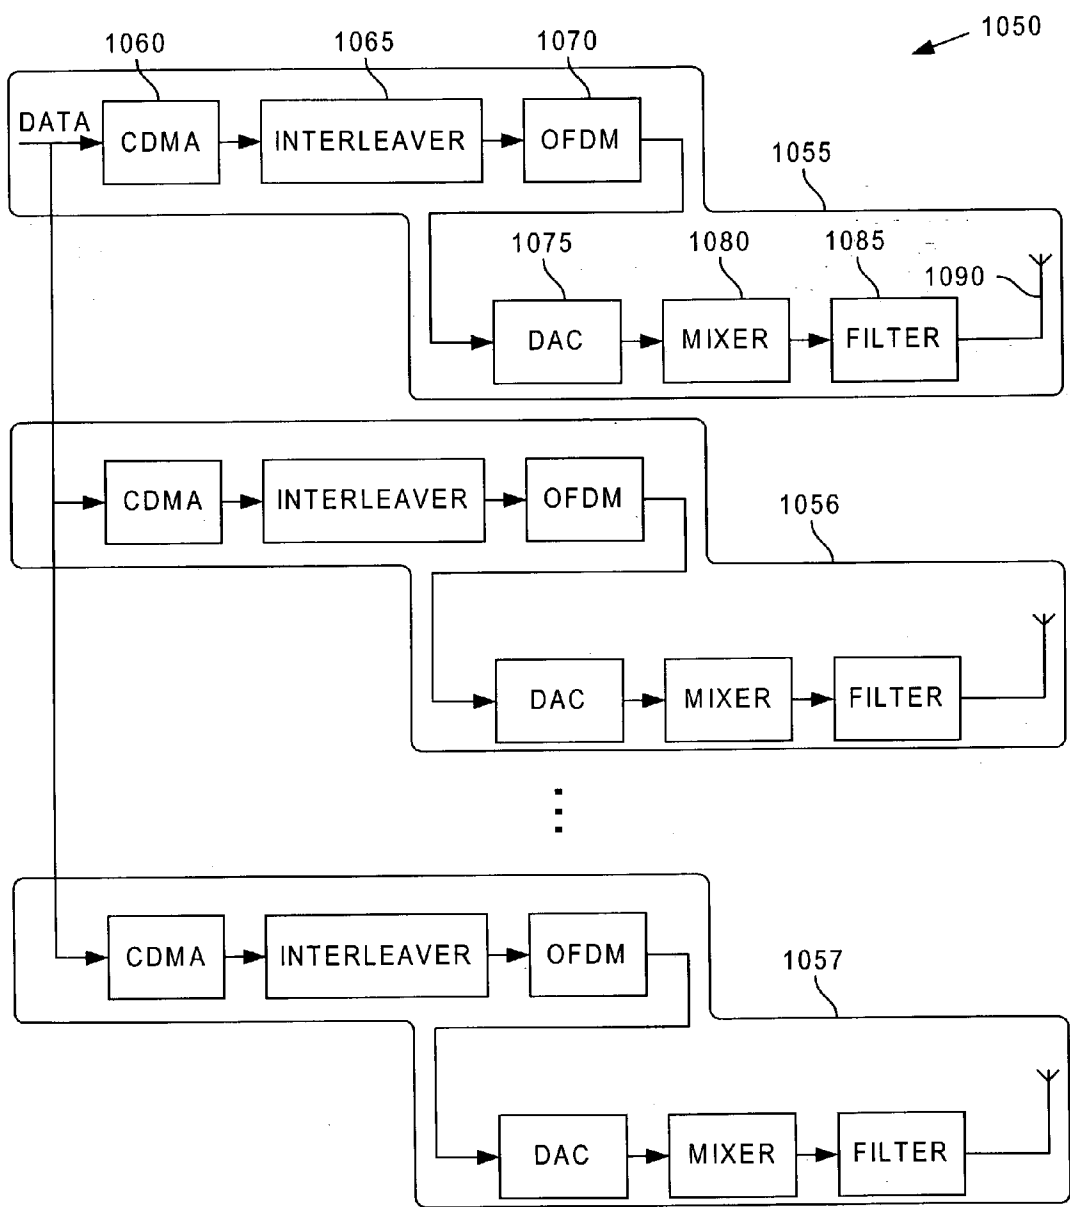 1050
1060 1065 1070
DATA CDMA INTERLEAVER OFDM
1055
1075 1080 1085 1090
DAC MIXER FILTER
CDMA INTERLEAVER OFDM
1056
DAC MIXER FILTER
CDMA INTERLEAVER OFDM
1057
DAC MIXER FILTER